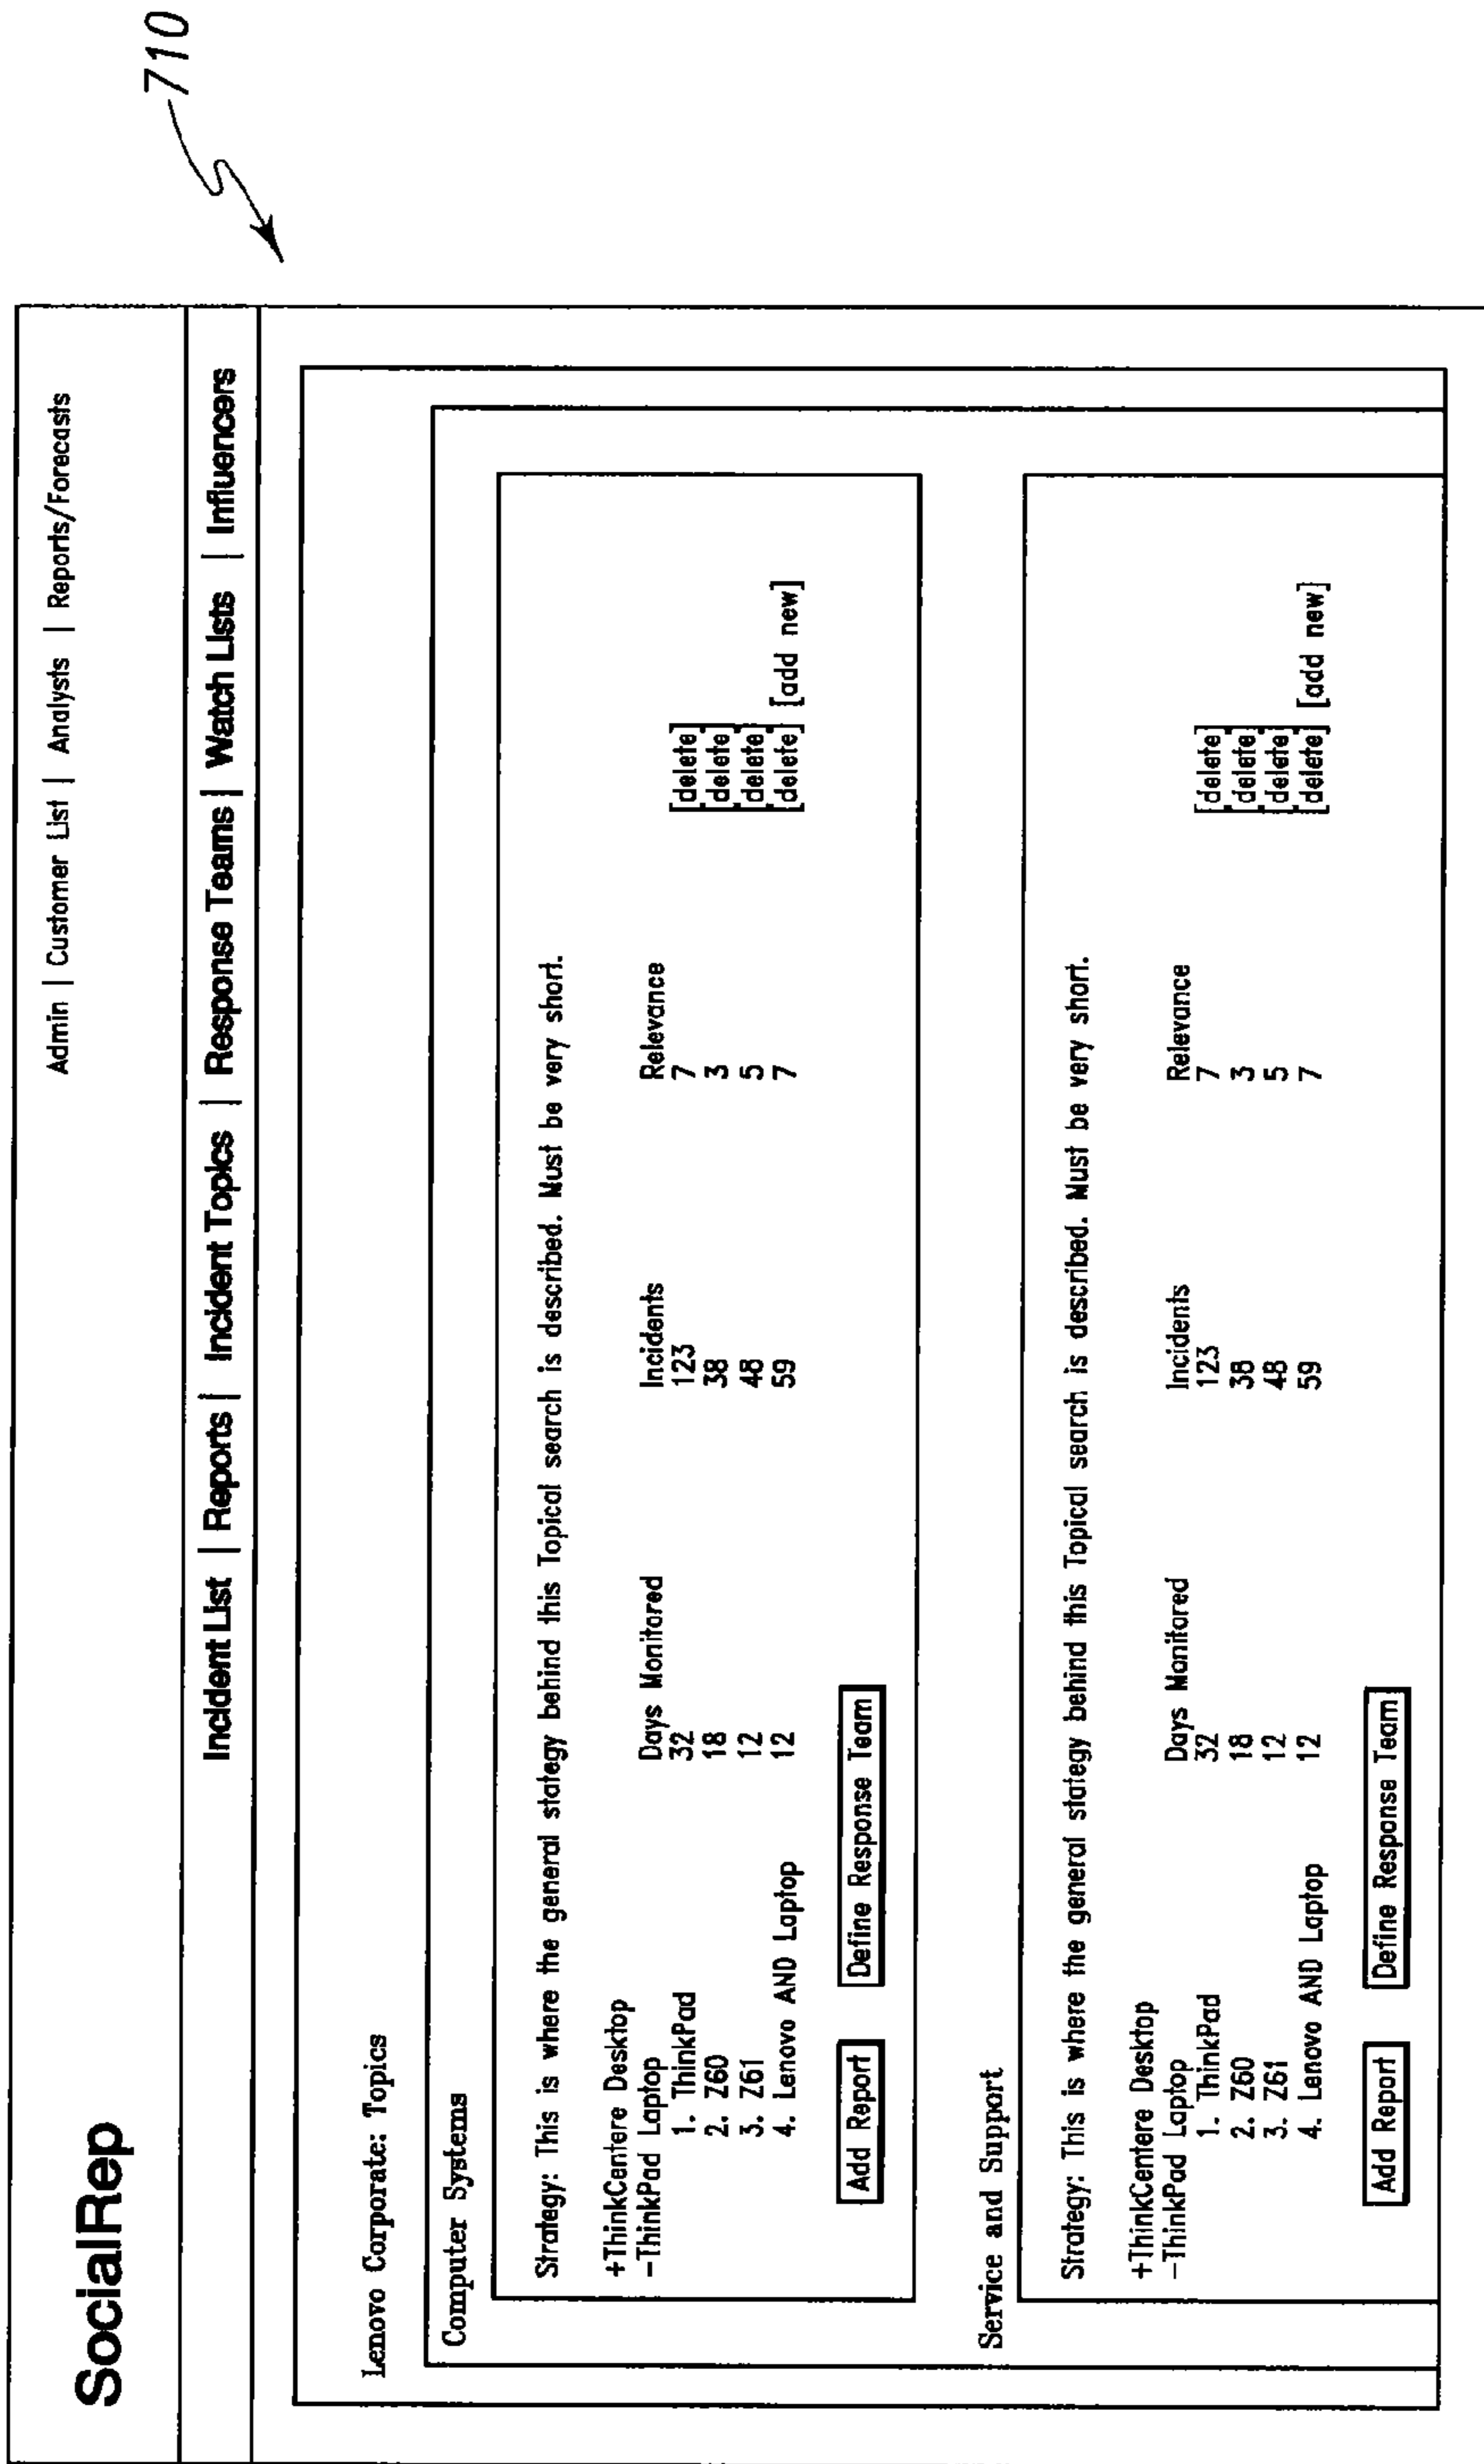 710
SocialRep
Admin | Customer List | Analysts | Reports/Forecasts
Incident List | Reports | Incident Topics | Response Teams | Watch Lists | Influencers
Lenovo Corporate: Topics
Computer Systems
Strategy: This is where the general stategy behind this Topical search is described. Must be very short.
+ThinkCentere Desktop
-ThinkPad Laptop Days Monitored Incidents Relevance
1. ThinkPad 32 123 7 [delete]
2. Z60 18 38 3 [delete]
3. Z61 12 48 5 [delete]
4. Lenovo AND Laptop 12 59 7 [delete] [add new]
Add Report Define Response Team
Service and Support
Strategy: This is where the general stategy behind this Topical search is described. Must be very short.
+ThinkCentere Desktop
-ThinkPad Laptop Days Monitored Incidents Relevance
1. ThinkPad 32 123 7 [delete]
2. Z60 18 38 3 [delete]
3. Z61 12 48 5 [delete]
4. Lenovo AND Laptop 12 59 7 [delete] [add new]
Add Report Define Response Team